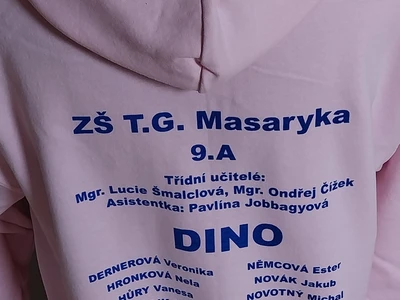 ZŠ T.G. Masaryka
9.A
Třídní učitelé:
Mgr. Lucie Šmalclová, Mgr. Ondřej Čížek
Asistentka: Pavlína Jobbagyová
DINO
DERNEROVÁ Veronika
HRONKOVÁ Nela
HŮRY Vanesa
NĚMCOVÁ Ester
NOVÁK Jakub
NOVOTNÝ Michal